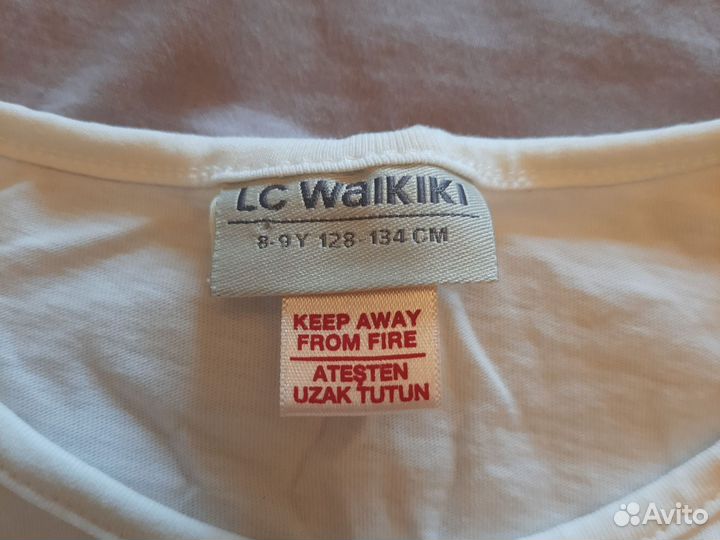 LC WAIKIKI
8-9 Y 128-134 CM
KEEP AWAY
FROM FIRE
ATEŞTEN
UZAK TUTUN
Avito